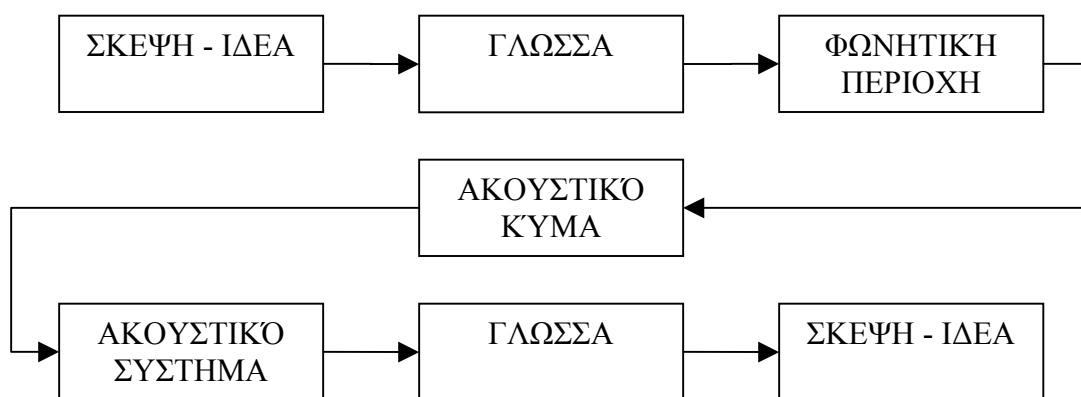 ΣΚΕΨΗ - ΙΔΕΑ
ΓΛΩΣΣΑ
ΦΩΝΗΤΙΚΉ
ΠΕΡΙΟΧΗ
ΑΚΟΥΣΤΙΚΌ
ΚΎΜΑ
ΑΚΟΥΣΤΙΚΌ
ΣΥΣΤΗΜΑ
ΓΛΩΣΣΑ
ΣΚΕΨΗ - ΙΔΕΑ